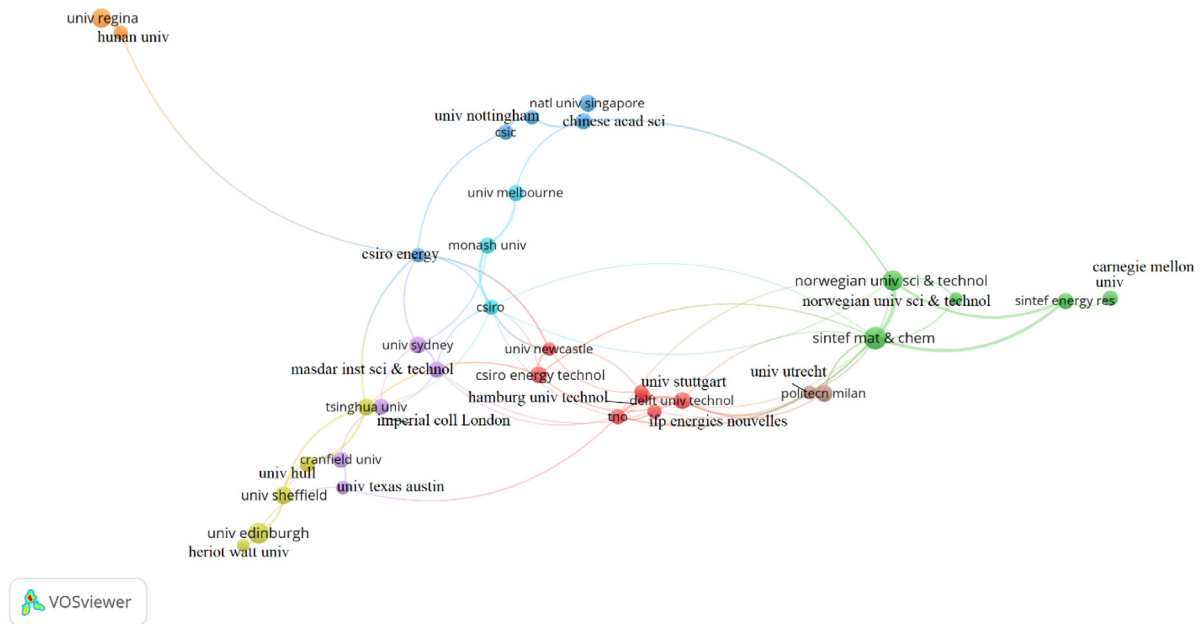 univ regina
hunan univ
natl univ singapore
univ nottingham
chinese acad sci
csic
univ melbourne
monash univ
csiro energy
carnegie mellon
univ
norwegian univ sci & technol
norwegian univ sci & technol
sintef energy res
csiro
sintef mat & chem
univ sydney
univ newcastle
masdar inst sci & technol
csiro energy technol
univ stuttgart
univ utrecht
hamburg univ technol
delft univ technol
politecn milan
tsinghua univ
imperial coll London
tno
ifp energies nouvelles
cranfield univ
univ hull
univ texas austin
univ sheffield
univ edinburgh
heriot watt univ
VOSviewer